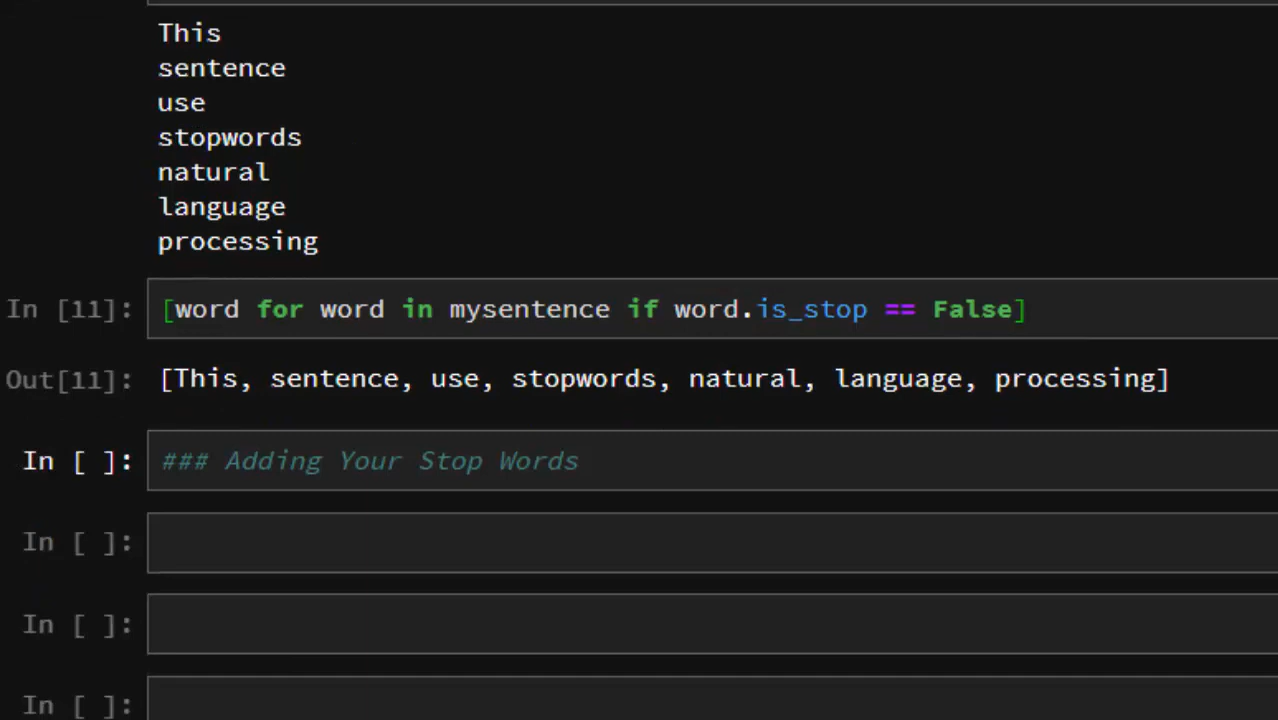 This
sentence
use
stopwords
natural
language
processing
In [11]: [word for word in mysentence if word.is_stop == False]
Out[11]: [This, sentence, use, stopwords, natural, language, processing]
In [ ]: ### Adding Your Stop Words
In [ ]:
In [ ]:
In [ ]: